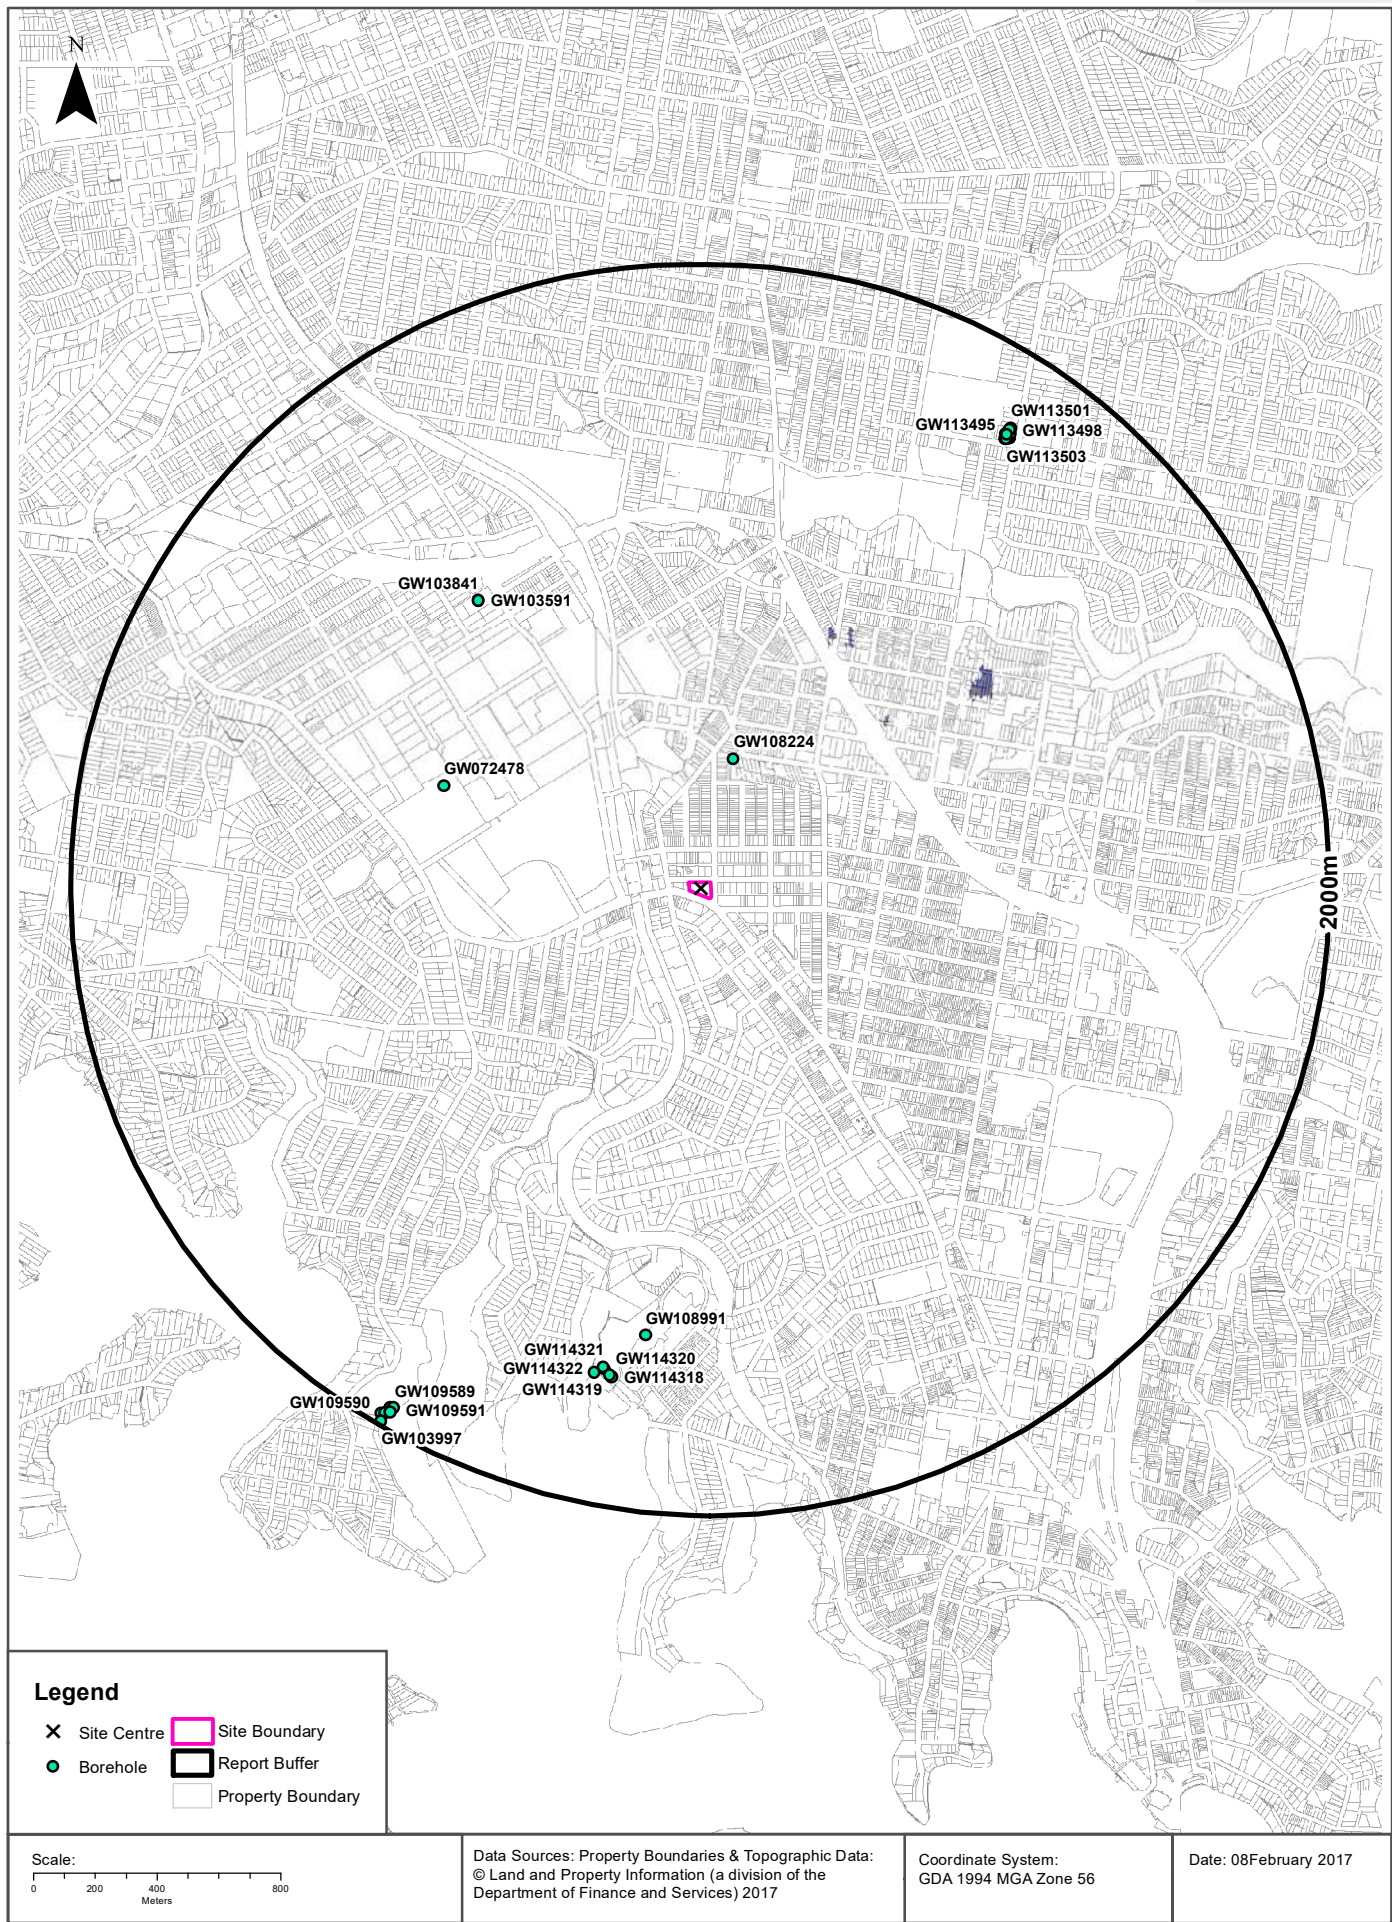 N
GW113501
GW113495
GW113498
GW113503
GW103841
GW103591
GW108224
GW072478
2000m
GW108991
GW114321
GW114320
GW114322
GW114318
GW114319
GW109589
GW109590
GW109591
GW103997
Legend
Site Centre
Site Boundary
Borehole
Report Buffer
Property Boundary
Scale:
0 200 400 800
Meters
Data Sources: Property Boundaries & Topographic Data:
© Land and Property Information (a division of the
Department of Finance and Services) 2017
Coordinate System:
GDA 1994 MGA Zone 56
Date: 08February 2017